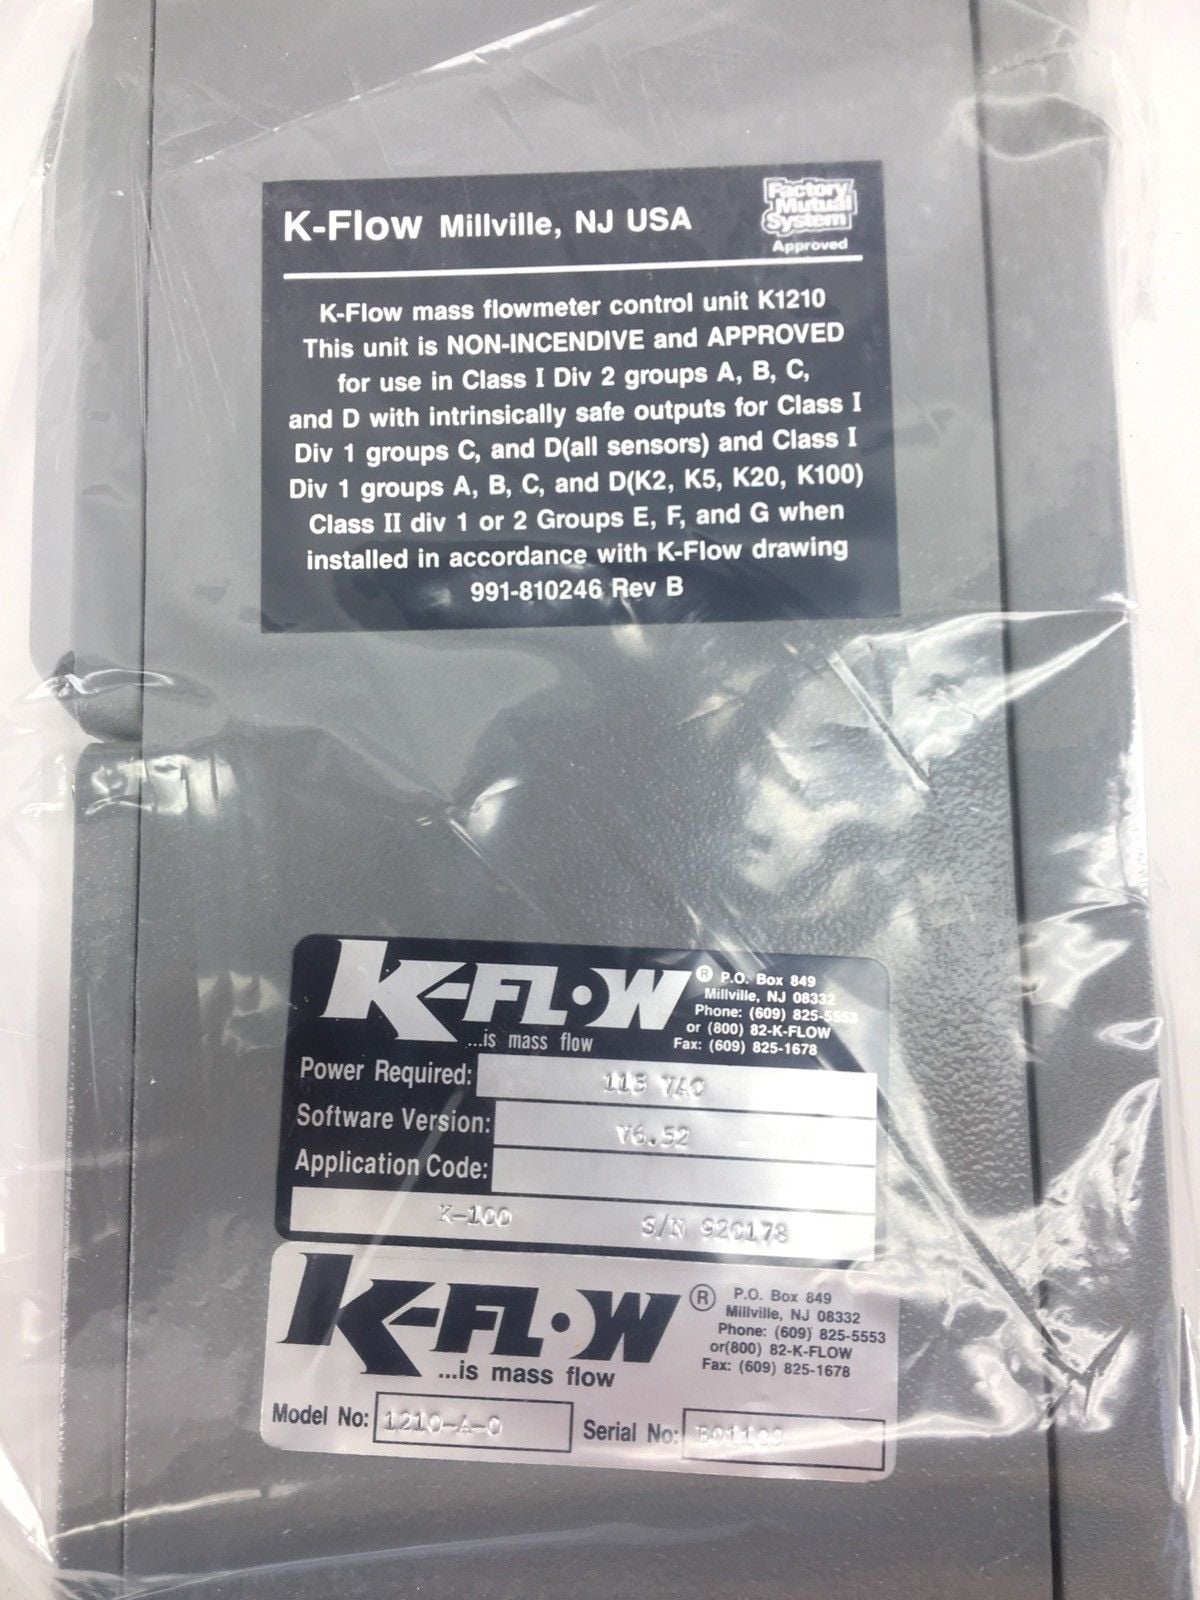 K-Flow Millville, NJ USA
Factory
Mutual
System
Approved
K-Flow mass flowmeter control unit K1210
This unit is NON-INCENDIVE and APPROVED
for use in Class I Div 2 groups A, B, C,
and D with intrinsically safe outputs for Class I
Div 1 groups C, and D(all sensors) and Class I
Div 1 groups A, B, C, and D(K2, K5, K20, K100)
Class II div 1 or 2 Groups E, F, and G when
installed in accordance with K-Flow drawing
991-810246 Rev B
K-FLOW ®
...is mass flow
P.O. Box 849
Millville, NJ 08332
Phone: (609) 825-5553
or (800) 82-K-FLOW
Fax: (609) 825-1678
Power Required: 115 VAC
Software Version: V6.52
Application Code:
K-100 S/N 920178
K-FLOW ®
...is mass flow
P.O. Box 849
Millville, NJ 08332
Phone: (609) 825-5553
or(800) 82-K-FLOW
Fax: (609) 825-1678
Model No: 1210-A-0
Serial No: